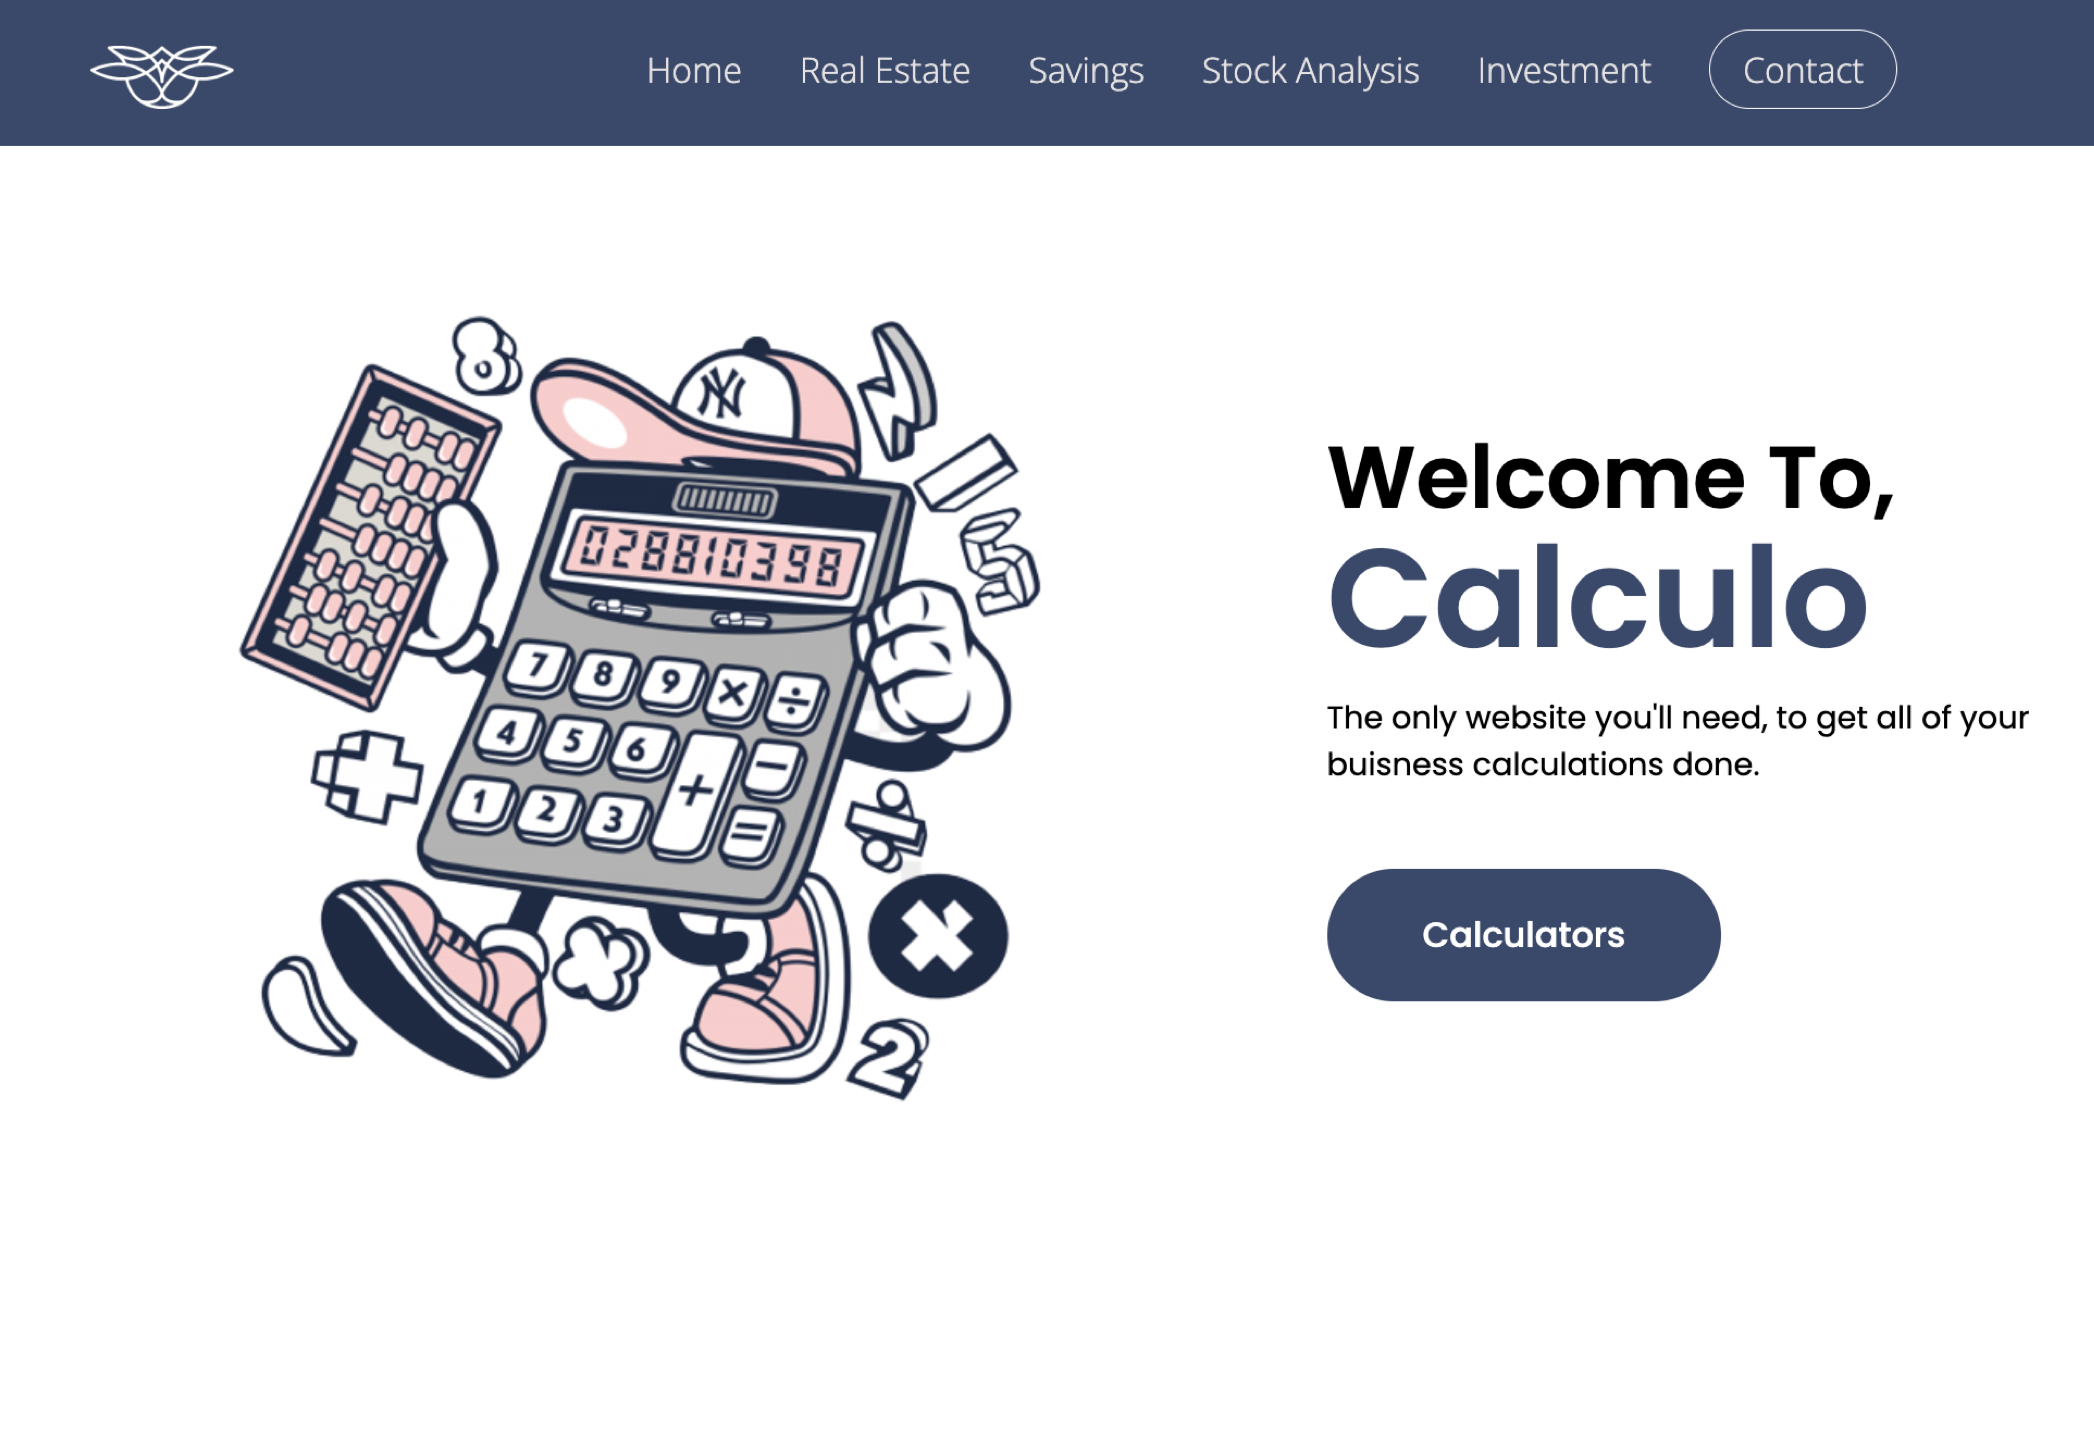 Home Real Estate Savings Stock Analysis Investment Contact
8
NY
5
028810398
7 8 9 × ÷
4 5 6 + −
1 2 3 =
2
Welcome To,
Calculo
The only website you'll need, to get all of your
buisness calculations done.
Calculators